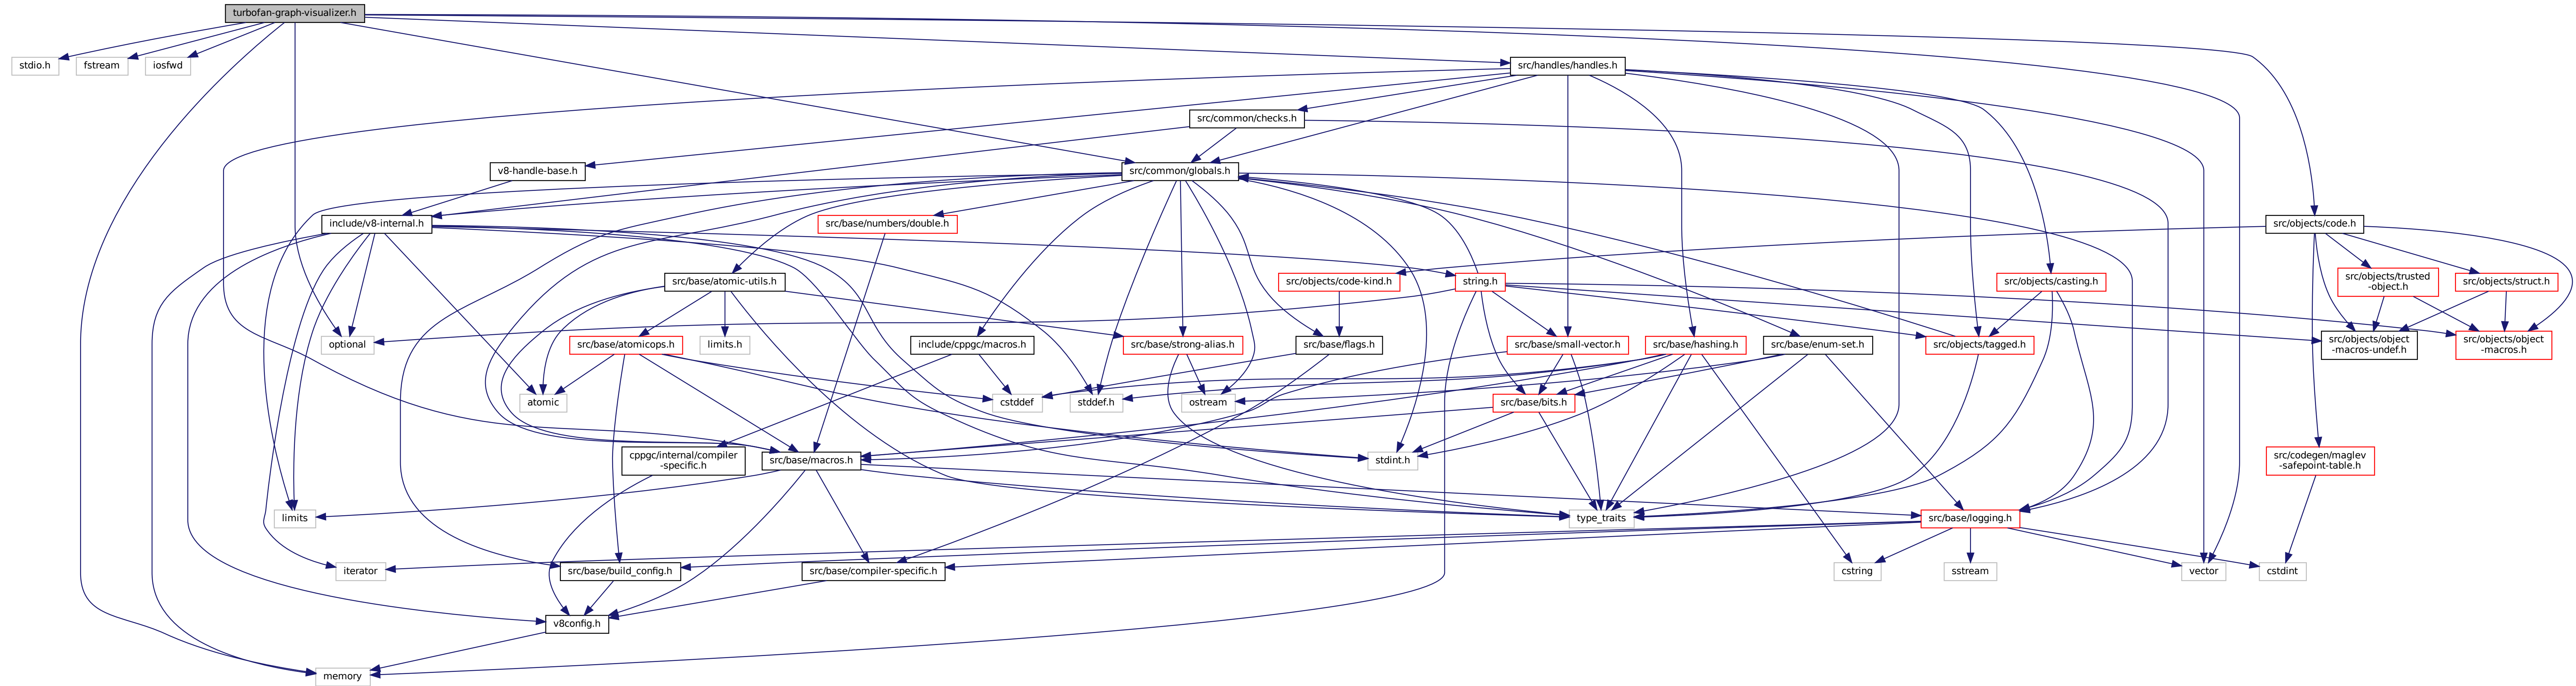 turbofan-graph-visualizer.h
stdio.h
fstream
iosfwd
src/handles/handles.h
src/common/checks.h
v8-handle-base.h
src/common/globals.h
include/v8-internal.h
src/base/numbers/double.h
src/objects/code.h
src/base/atomic-utils.h
src/objects/code-kind.h
string.h
src/objects/casting.h
src/objects/trusted
-object.h
src/objects/struct.h
optional
src/base/atomicops.h
limits.h
include/cppgc/macros.h
src/base/strong-alias.h
src/base/flags.h
src/base/small-vector.h
src/base/hashing.h
src/base/enum-set.h
src/objects/tagged.h
src/objects/object
-macros-undef.h
src/objects/object
-macros.h
atomic
cstddef
stddef.h
ostream
src/base/bits.h
cppgc/internal/compiler
-specific.h
src/base/macros.h
stdint.h
src/codegen/maglev
-safepoint-table.h
limits
type_traits
src/base/logging.h
iterator
src/base/build_config.h
src/base/compiler-specific.h
cstring
sstream
vector
cstdint
v8config.h
memory